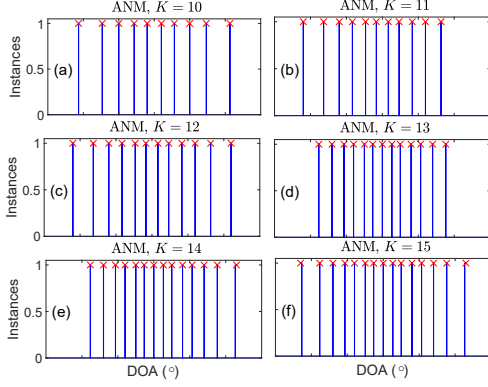 ANM, K = 10
ANM, K = 11
1
0.5
0
Instances
(a)
(b)
ANM, K = 12
ANM, K = 13
1
0.5
0
Instances
(c)
(d)
ANM, K = 14
ANM, K = 15
1
0.5
0
Instances
(e)
(f)
DOA (°)
DOA (°)